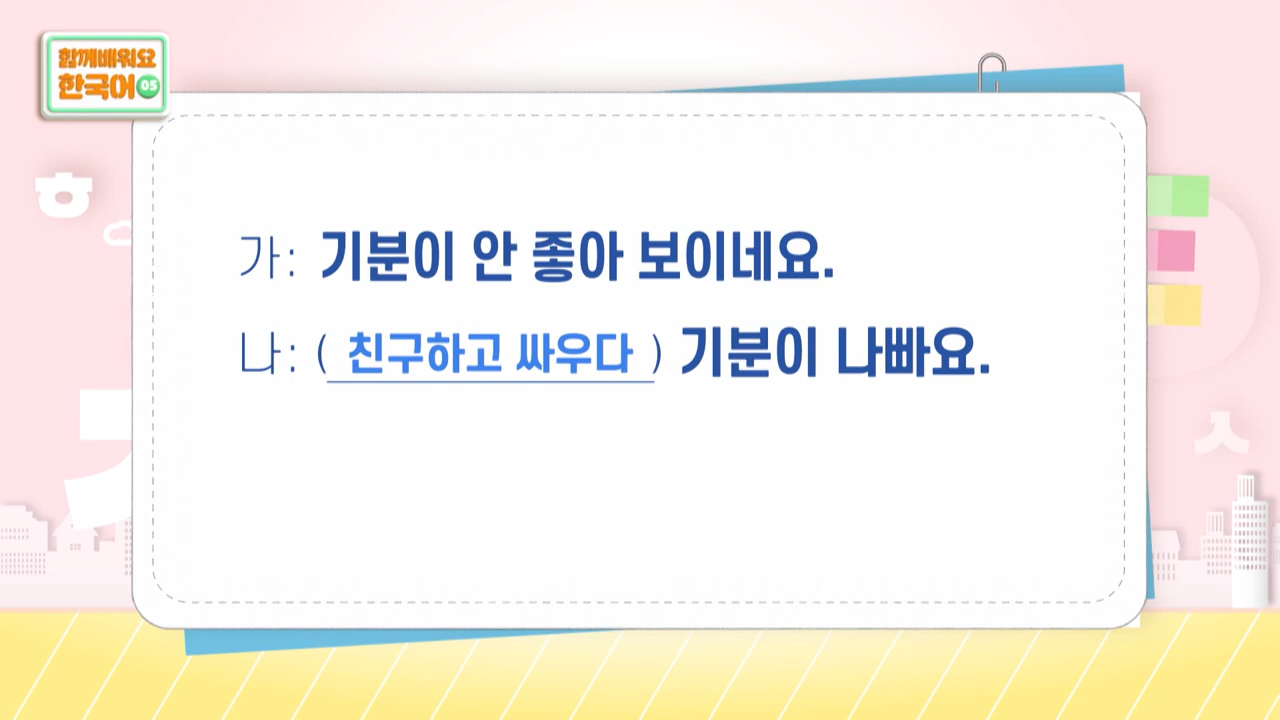 함께배워요
한국어 05
가: 기분이 안 좋아 보이네요.
나: ( 친구하고 싸우다 ) 기분이 나빠요.
ㅎ
ㅅ